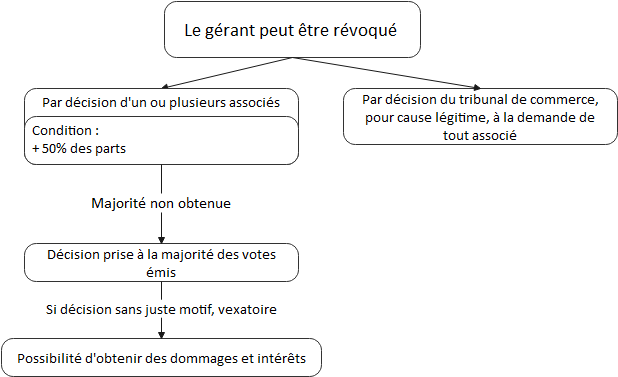 Le gérant peut être révoqué
Par décision d'un ou plusieurs associés
Condition :
+ 50% des parts
Par décision du tribunal de commerce,
pour cause légitime, à la demande de
tout associé
Majorité non obtenue
Décision prise à la majorité des votes
émis
Si décision sans juste motif, vexatoire
Possibilité d'obtenir des dommages et intérêts